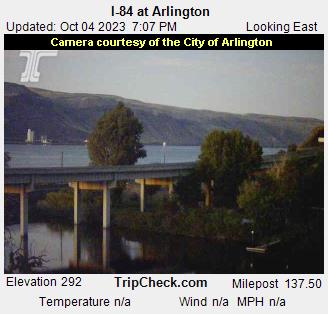 I-84 at Arlington
Updated: Oct 04 2023 7:07 PM Looking East
Camera courtesy of the City of Arlington
Elevation 292 TripCheck.com Milepost 137.50
Temperature n/a Wind n/a MPH n/a